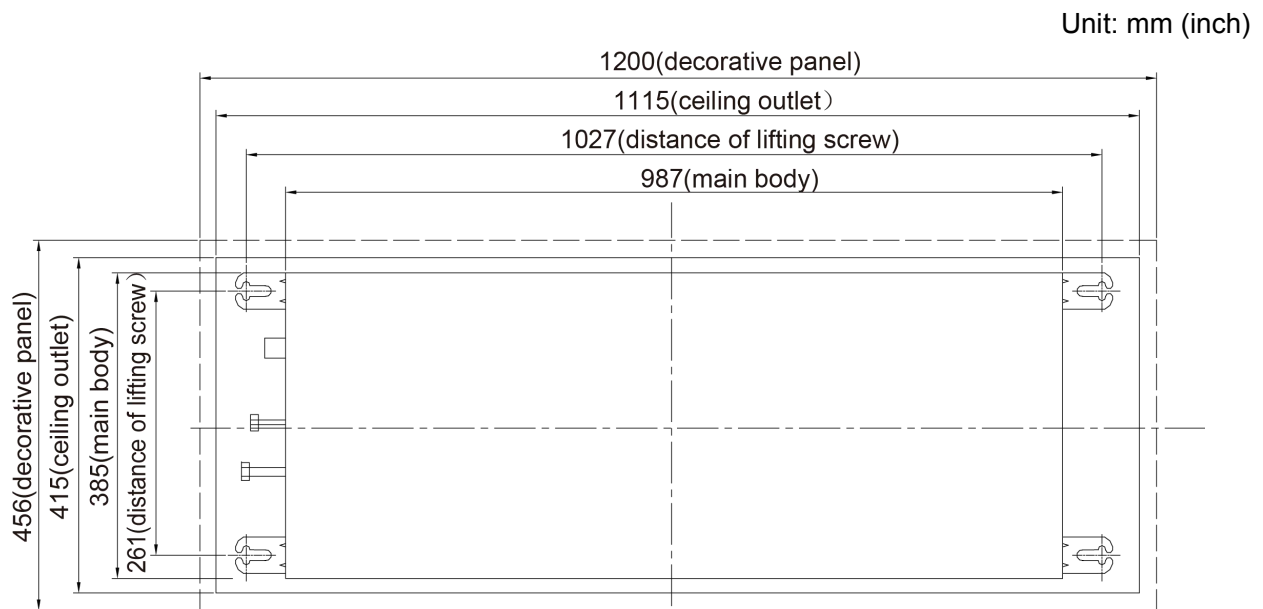 Unit: mm (inch)
1200(decorative panel)
1115(ceiling outlet）
1027(distance of lifting screw)
987(main body)
456(decorative panel)
415(ceiling outlet)
385(main body)
261(distance of lifting screw）